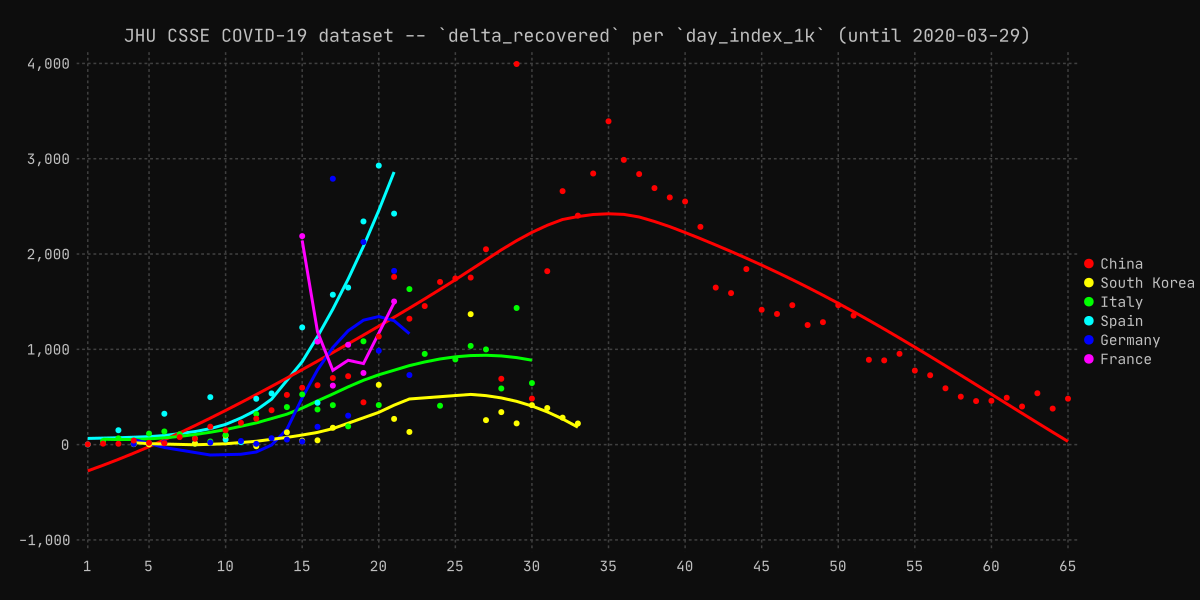 JHU CSSE COVID-19 dataset -- `delta_recovered` per `day_index_1k` (until 2020-03-29)
4,000
3,000
2,000
1,000
0
-1,000
1 5 10 15 20 25 30 35 40 45 50 55 60 65
China
South Korea
Italy
Spain
Germany
France